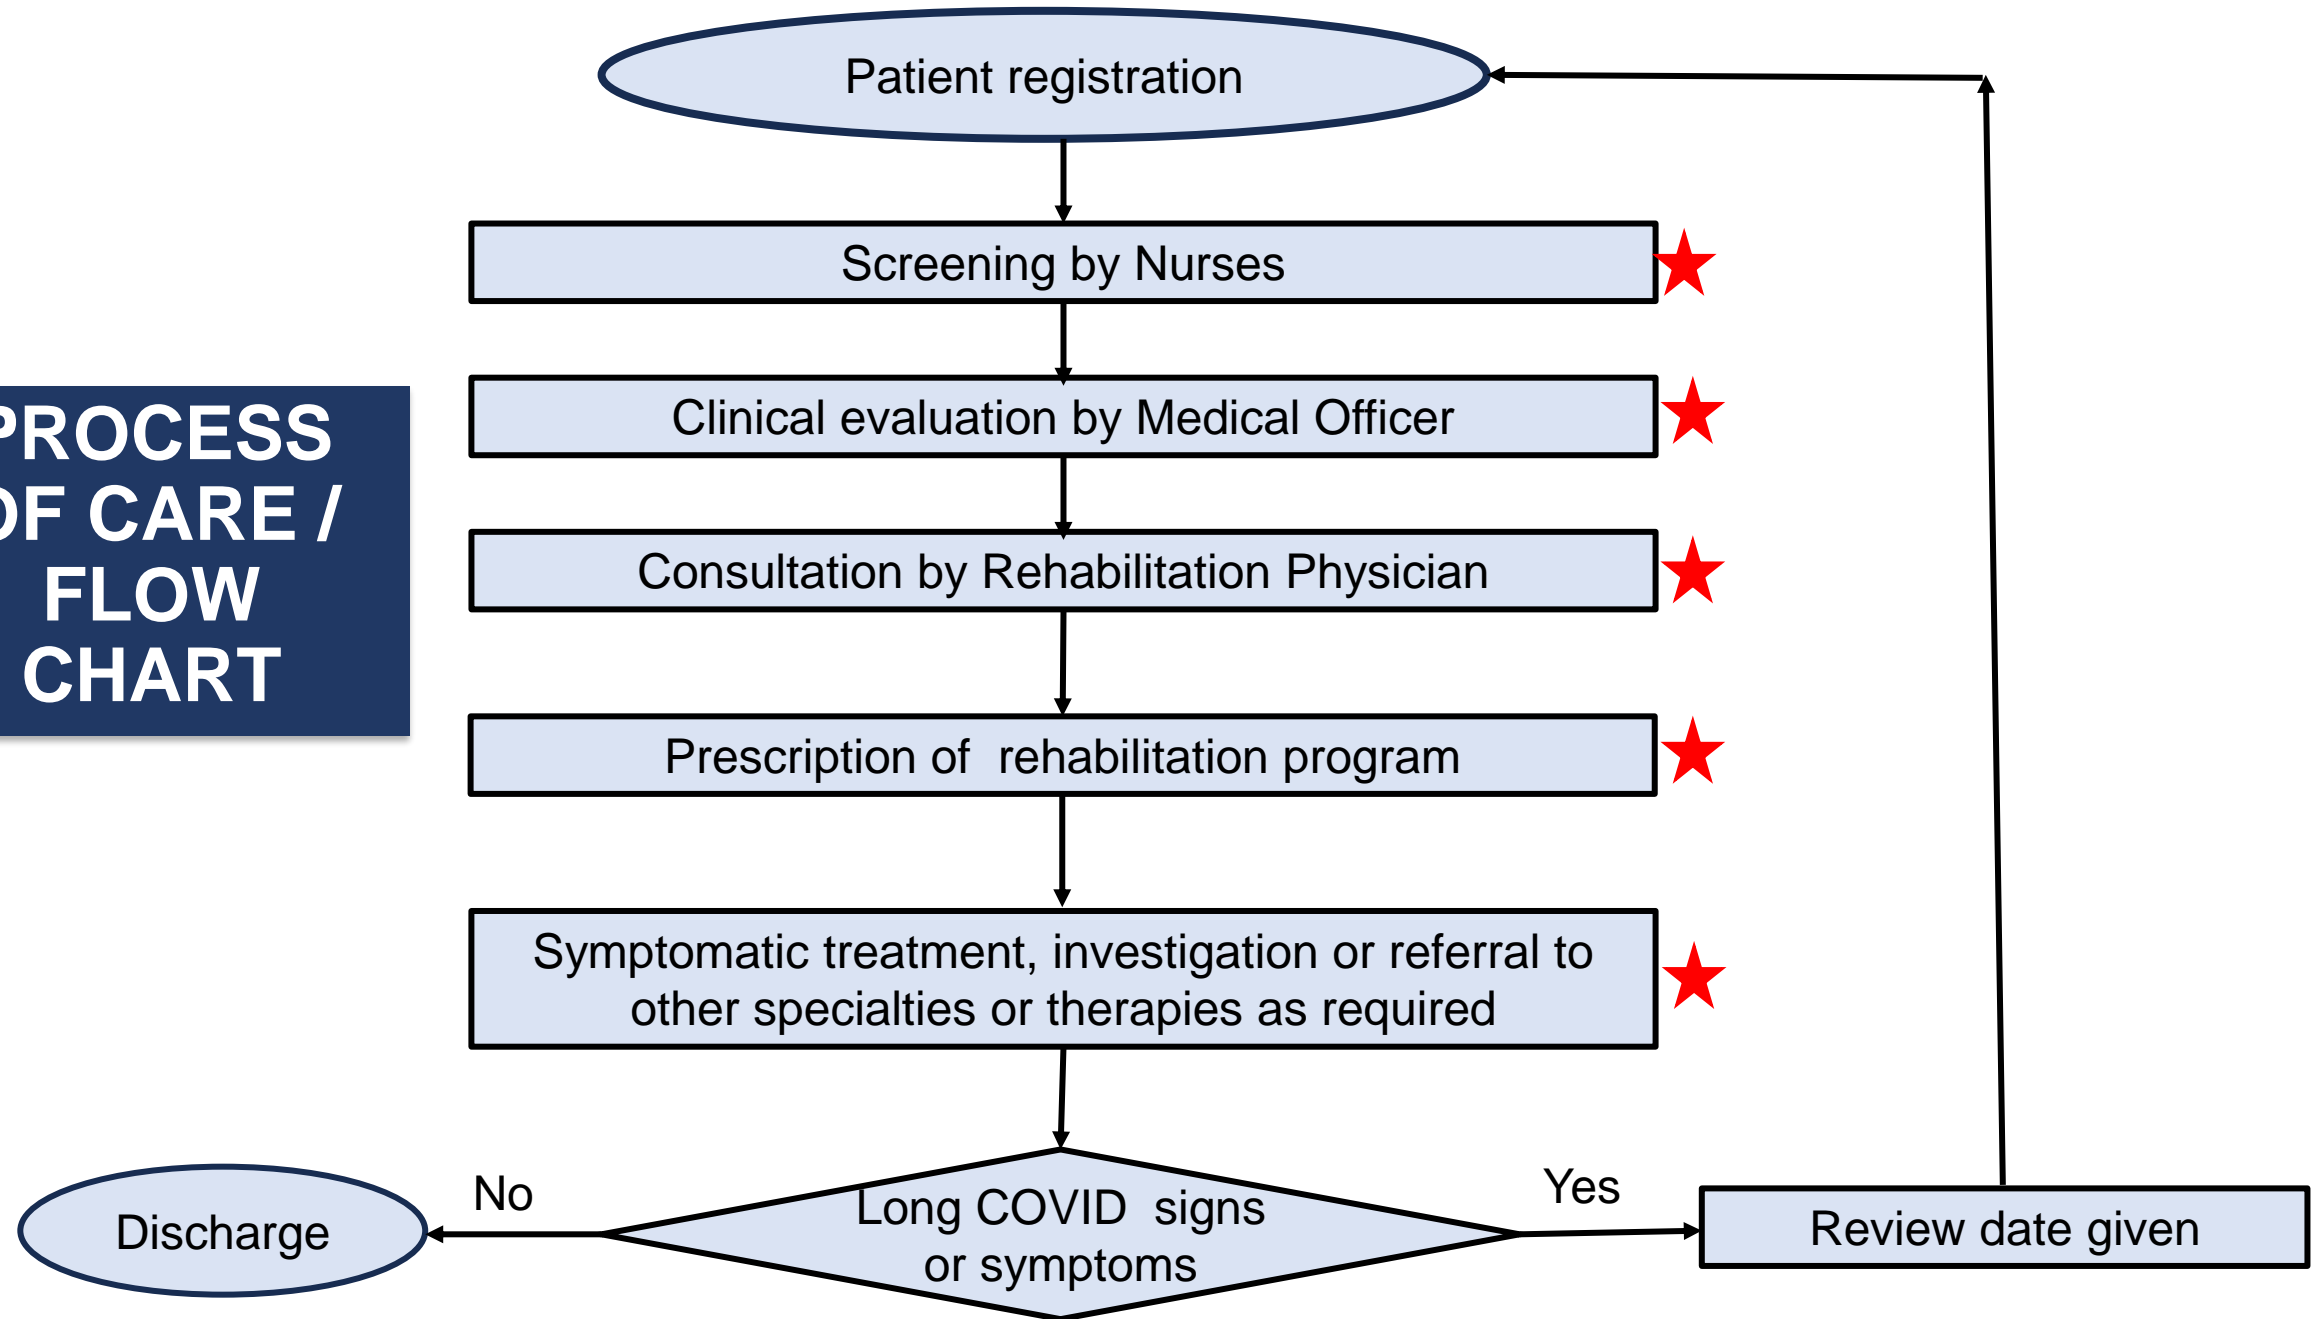 Patient registration
Screening by Nurses
Clinical evaluation by Medical Officer
PROCESS
OF CARE /
FLOW
CHART
Consultation by Rehabilitation Physician
Prescription of  rehabilitation program
Symptomatic treatment, investigation or referral to
other specialties or therapies as required
No
Yes
Discharge
Long COVID  signs
or symptoms
Review date given